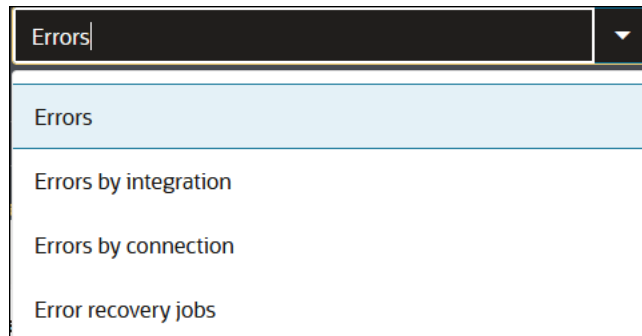 Errors
Errors
Errors by integration
Errors by connection
Error recovery jobs